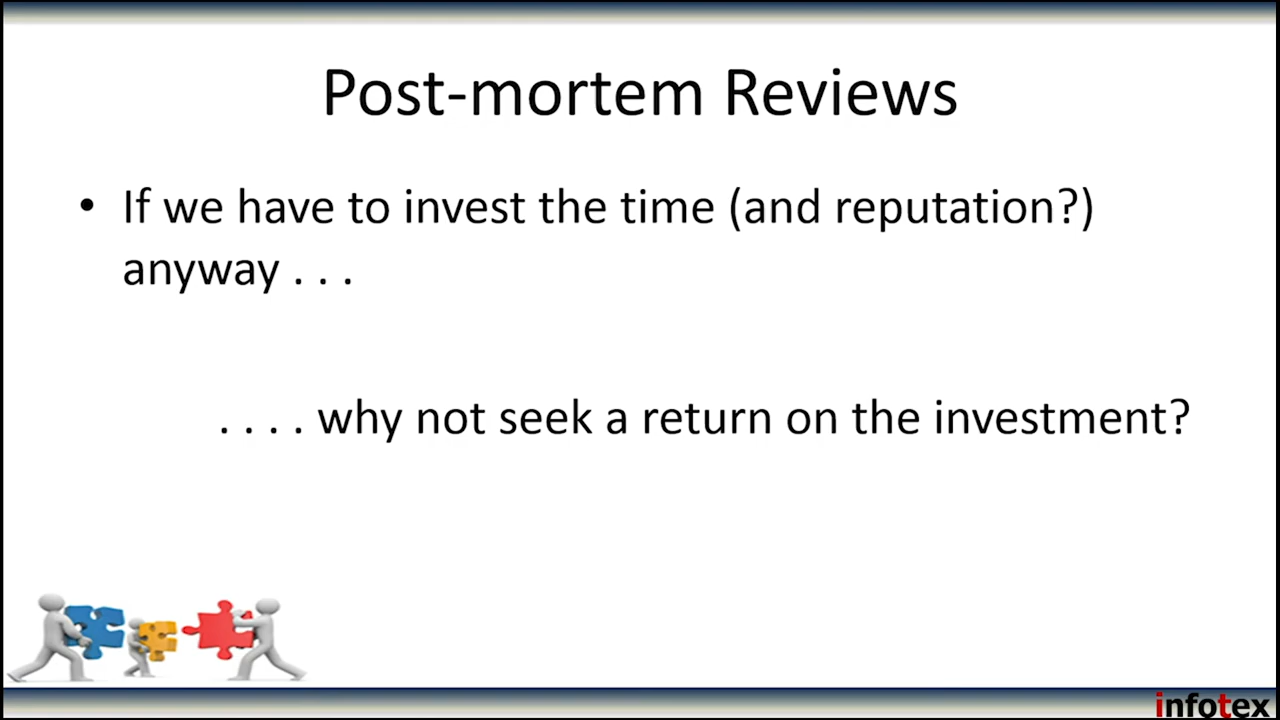 Post-mortem Reviews
• If we have to invest the time (and reputation?)
anyway . . .
. . . . why not seek a return on the investment?
infotex